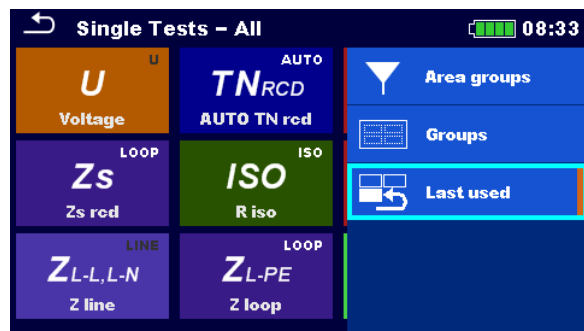 Single Tests – All
08:33
U
U
Voltage
AUTO
TNRCD
AUTO TN rcd
LOOP
Zs
Zs rcd
ISO
ISO
R iso
LINE
ZL-L,L-N
Z line
LOOP
ZL-PE
Z loop
Area groups
Groups
Last used